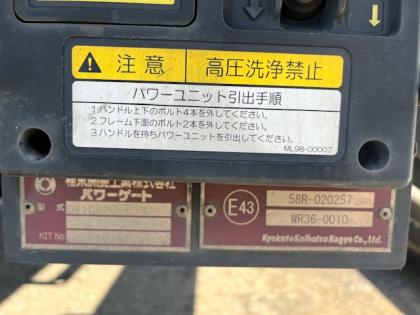 注意 高圧洗浄禁止
パワーユニット引出手順
1.ハンドル上下のボルト4本を外してください。
2.フレーム下面のボルト2本を外してください。
3.ハンドルを持ちパワーユニットを引出してください。
ML98-00007
極東開発工業株式会社
パワーゲート
型 式
KIT No
E43
58R-020257
WR36-0010
Kyokuto Kaihatsu Kogyo Co., Ltd.